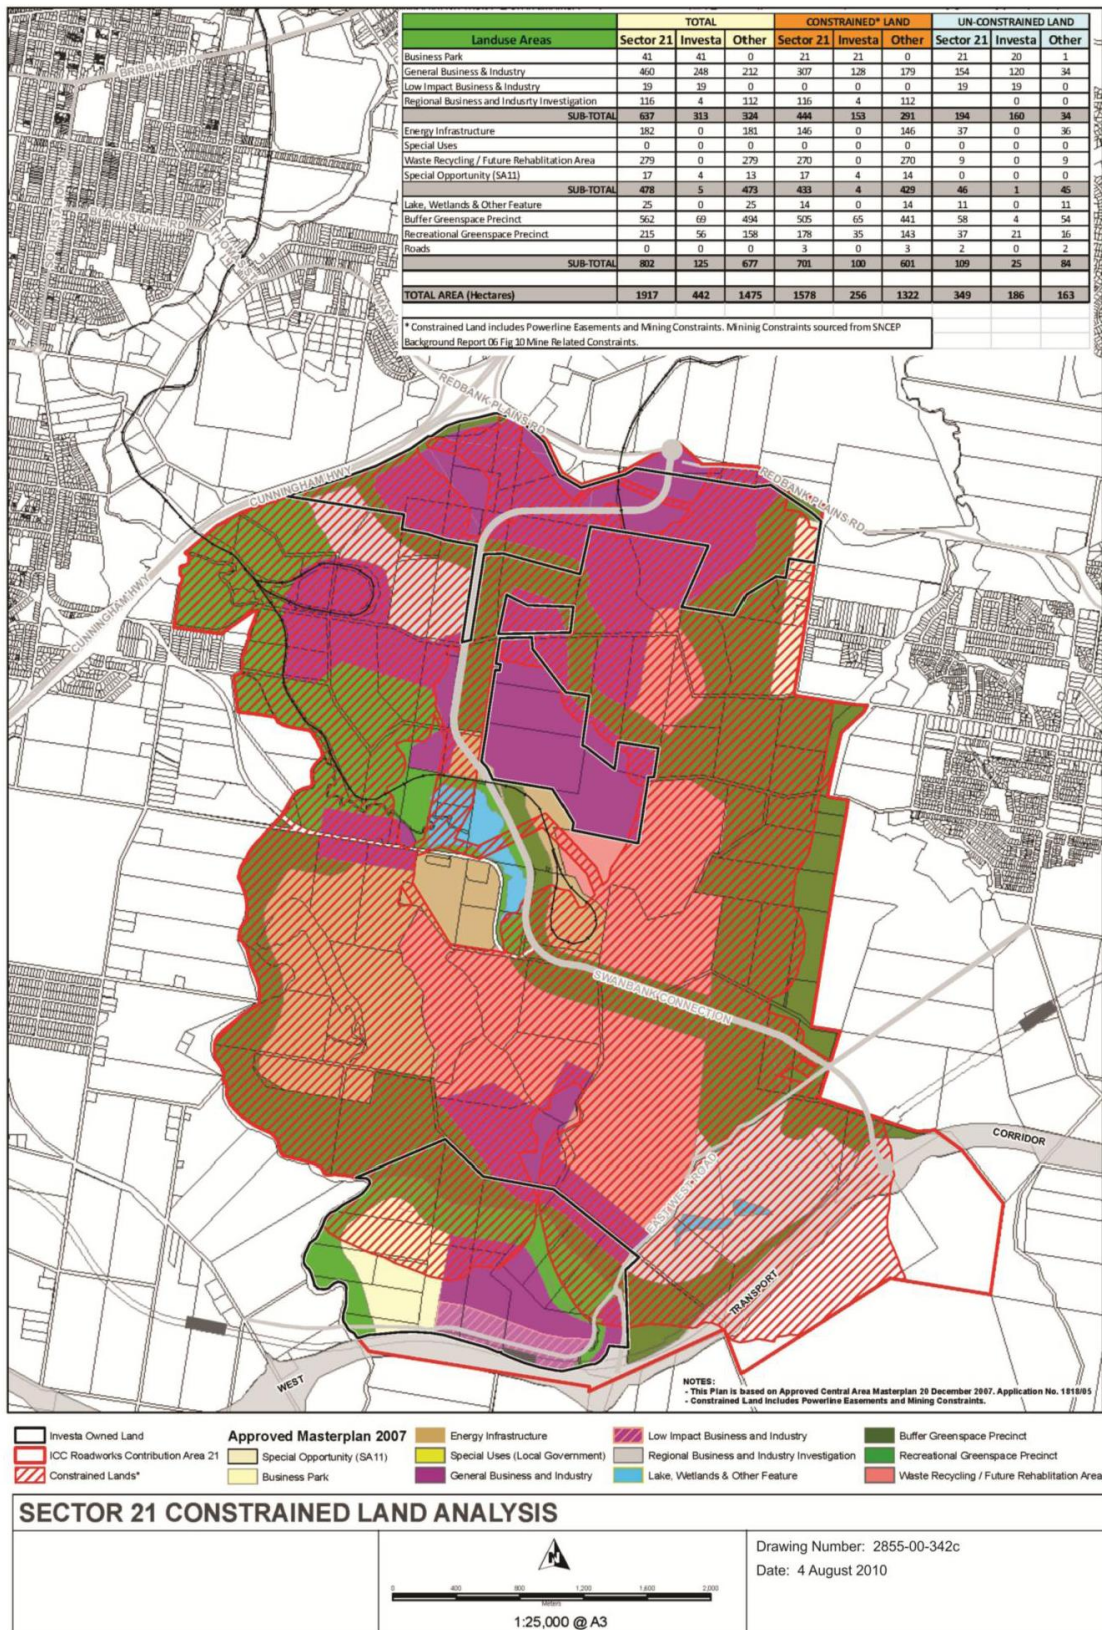 TOTAL CONSTRAINED* LAND UN-CONSTRAINED LAND
Landuse Areas Sector 21 Investa Other Sector 21 Investa Other Sector 21 Investa Other
Business Park 41 41 0 21 21 0 21 20 1
General Business & Industry 460 248 212 307 128 179 154 120 34
Low Impact Business & Industry 19 19 0 0 0 0 19 19 0
Regional Business and Indusrty Investigation 116 4 112 116 4 112 0 0
SUB-TOTAL 637 313 324 444 153 291 194 160 34
Energy Infrastructure 182 0 181 146 0 146 37 0 36
Special Uses 0 0 0 0 0 0 0 0 0
Waste Recycling / Future Rehablitation Area 279 0 279 270 0 270 9 0 9
Special Opportunity (SA11) 17 4 13 17 4 14 0 0 0
SUB-TOTAL 478 5 473 433 4 429 46 1 45
Lake, Wetlands & Other Feature 25 0 25 14 0 14 11 0 11
Buffer Greenspace Precinct 562 69 494 505 65 441 58 4 54
Recreational Greenspace Precinct 215 56 158 178 35 143 37 21 16
Roads 0 0 0 3 0 3 2 0 2
SUB-TOTAL 802 125 677 701 100 601 109 25 84
TOTAL AREA (Hectares) 1917 442 1475 1578 256 1322 349 186 163
* Constrained Land includes Powerline Easements and Mining Constraints. Mininig Constraints sourced from SNCEP
Background Report 06 Fig 10 Mine Related Constraints.
BRISBANE RD
BLACKSTONE RD
REDBANK PLAINS RD
REDBANK PLAINS RD
CUNNINGHAM HWY
CUNNINGHAM HWY
SWANBANK CONNECTION
CORRIDOR
EAST/WEST ROAD
TRANSPORT
WEST
NOTES:
- This Plan is based on Approved Central Area Masterplan 20 December 2007. Application No. 1818/05
- Constrained Land Includes Powerline Easements and Mining Constraints.
Investa Owned Land
ICC Roadworks Contribution Area 21
Constrained Lands*
Approved Masterplan 2007
Special Opportunity (SA11)
Business Park
Energy Infrastructure
Special Uses (Local Government)
General Business and Industry
Low Impact Business and Industry
Regional Business and Industry Investigation
Lake, Wetlands & Other Feature
Buffer Greenspace Precinct
Recreational Greenspace Precinct
Waste Recycling / Future Rehablitation Area
SECTOR 21 CONSTRAINED LAND ANALYSIS
N
0 400 800 1,200 1,600 2,000
Meters
1:25,000 @ A3
Drawing Number: 2855-00-342c
Date: 4 August 2010